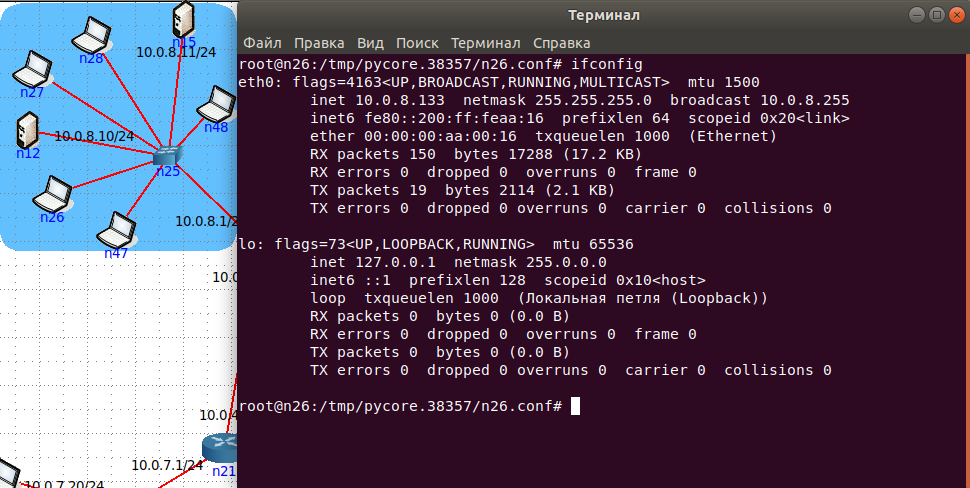 n28
n15
10.0.8.11/24
n27
n48
10.0.8.10/24
n12
n25
n26
10.0.8.1/2
n47
10.0
10.0.4
n21
10.0.7.1/24
10.0.7.20/24
Терминал
Файл Правка Вид Поиск Терминал Справка
root@n26:/tmp/pycore.38357/n26.conf# ifconfig
eth0: flags=4163<UP,BROADCAST,RUNNING,MULTICAST>  mtu 1500
        inet 10.0.8.133  netmask 255.255.255.0  broadcast 10.0.8.255
        inet6 fe80::200:ff:feaa:16  prefixlen 64  scopeid 0x20<link>
        ether 00:00:00:aa:00:16  txqueuelen 1000  (Ethernet)
        RX packets 150  bytes 17288 (17.2 KB)
        RX errors 0  dropped 0  overruns 0  frame 0
        TX packets 19  bytes 2114 (2.1 KB)
        TX errors 0  dropped 0 overruns 0  carrier 0  collisions 0
lo: flags=73<UP,LOOPBACK,RUNNING>  mtu 65536
        inet 127.0.0.1  netmask 255.0.0.0
        inet6 ::1  prefixlen 128  scopeid 0x10<host>
        loop  txqueuelen 1000  (Локальная петля (Loopback))
        RX packets 0  bytes 0 (0.0 B)
        RX errors 0  dropped 0  overruns 0  frame 0
        TX packets 0  bytes 0 (0.0 B)
        TX errors 0  dropped 0 overruns 0  carrier 0  collisions 0
root@n26:/tmp/pycore.38357/n26.conf#